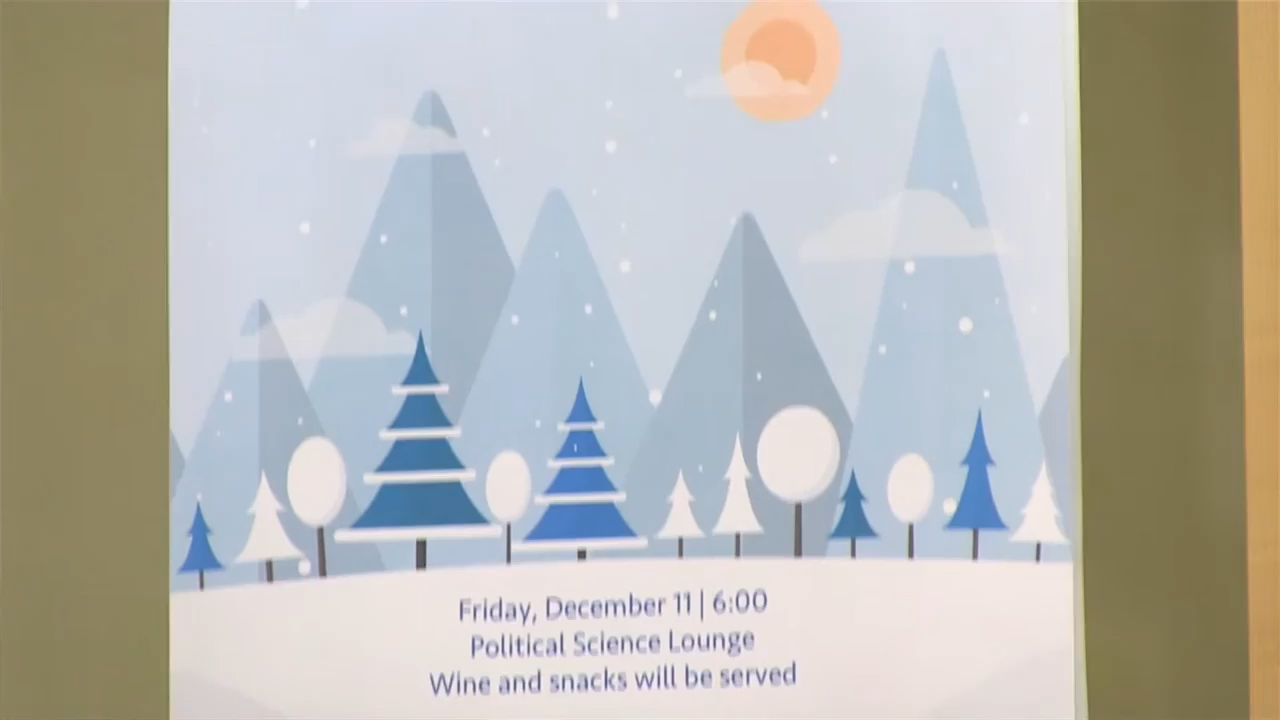 Friday, December 11 | 6:00
Political Science Lounge
Wine and snacks will be served